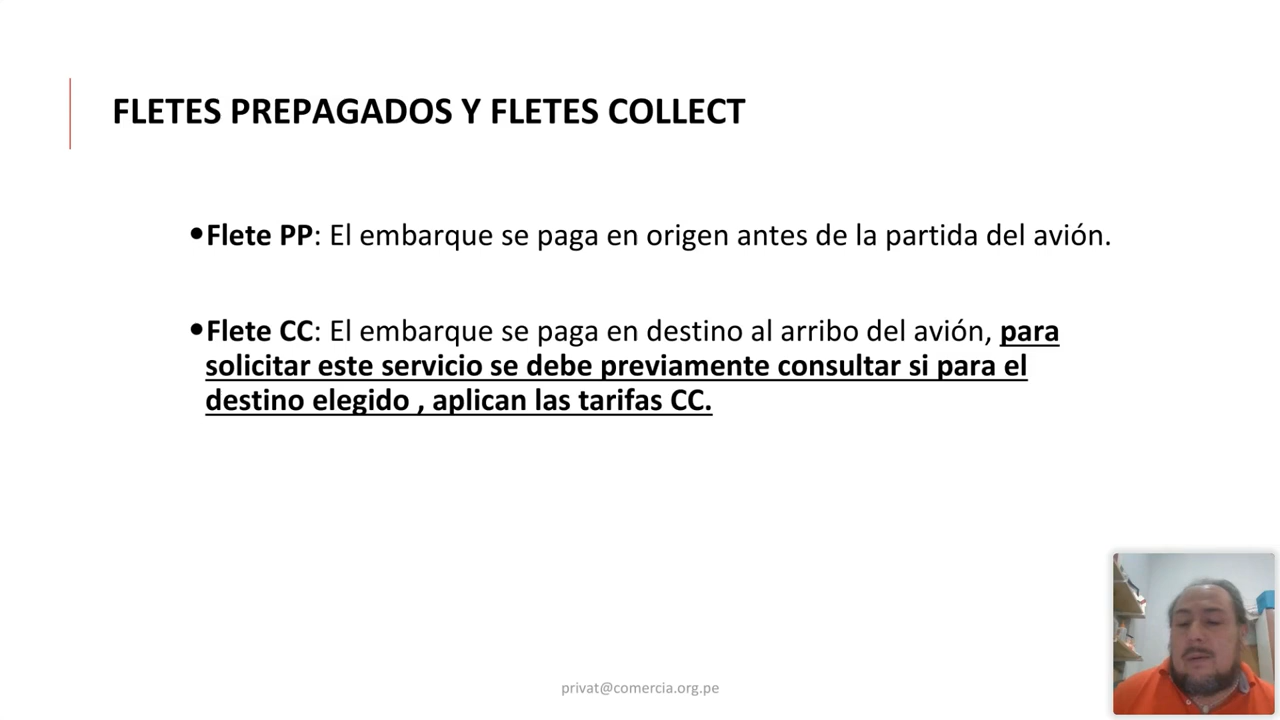 FLETES PREPAGADOS Y FLETES COLLECT
•Flete PP: El embarque se paga en origen antes de la partida del avión.
•Flete CC: El embarque se paga en destino al arribo del avión, para
solicitar este servicio se debe previamente consultar si para el
destino elegido , aplican las tarifas CC.
privat@comercia.org.pe